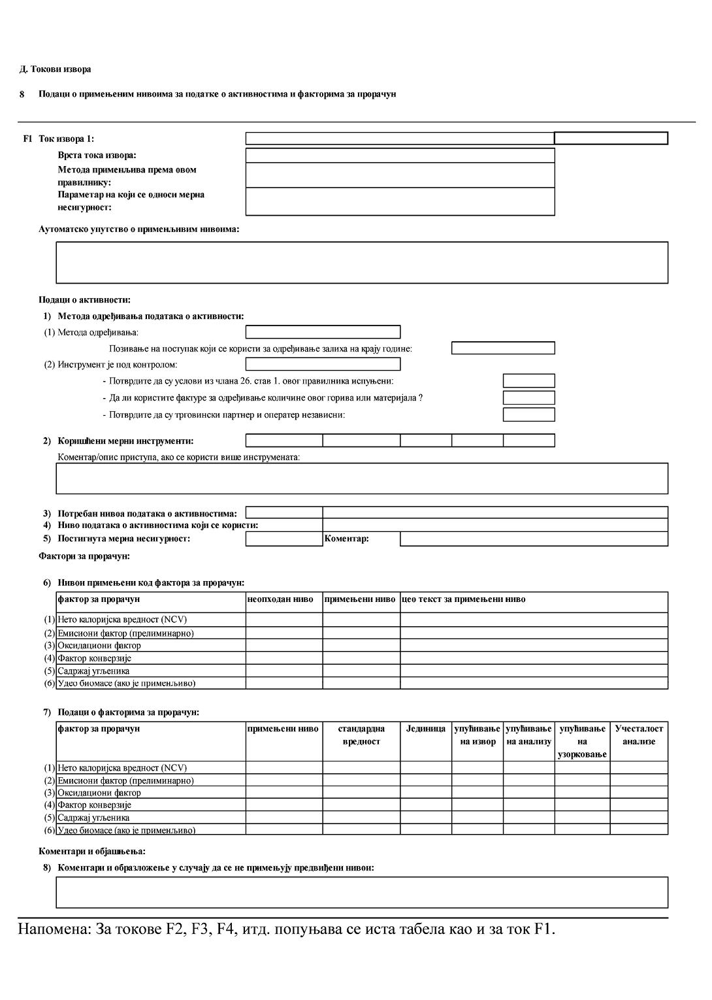 Д. Токови извора
8 Подаци о примењеним нивоима за податке о активностима и факторима за прорачун
F1 Ток извора 1:
Врста тока извора:
Метода применљива према овом
правилнику:
Параметар на који се односи мерна
несигурност:
Аутоматско упутство о применљивим нивоима:
Подаци о активности:
1) Метода одређивања података о активности:
(1) Метода одређивања:
Позивање на поступак који се користи за одређивање залиха на крају године:
(2) Инструмент је под контролом:
- Потврдите да су услови из члана 26. став 1. овог правилника испуњени:
- Да ли користите фактуре за одређивање количине овог горива или материјала ?
- Потврдите да су трговински партнер и оператер независни:
2) Коришћени мерни инструменти:
Коментар/опис приступа, ако се користи више инструмената:
3) Потребан нивоа података о активностима:
4) Ниво података о активностима који се користи:
5) Постигнута мерна несигурност: Коментар:
Фактори за прорачун:
6) Нивои примењени код фактора за прорачун:
фактор за прорачун неопходан ниво примењени ниво цео текст за примењени ниво
(1) Нето калоријска вредност (NCV)
(2) Емисиони фактор (прелиминарно)
(3) Оксидациони фактор
(4) Фактор конверзије
(5) Садржај угљеника
(6) Удео биомасе (ако је применљиво)
7) Подаци о факторима за прорачун:
фактор за прорачун примењени ниво стандардна Јединица упућивање упућивање упућивање Учесталост
вредност на извор на анализу на анализе
узорковање
(1) Нето калоријска вредност (NCV)
(2) Емисиони фактор (прелиминарно)
(3) Оксидациони фактор
(4) Фактор конверзије
(5) Садржај угљеника
(6) Удео биомасе (ако је применљиво)
Коментари и објашњења:
8) Коментари и образложење у случају да се не примењују предвиђени нивои:
Напомена: За токове F2, F3, F4, итд. попуњава се иста табела као и за ток F1.